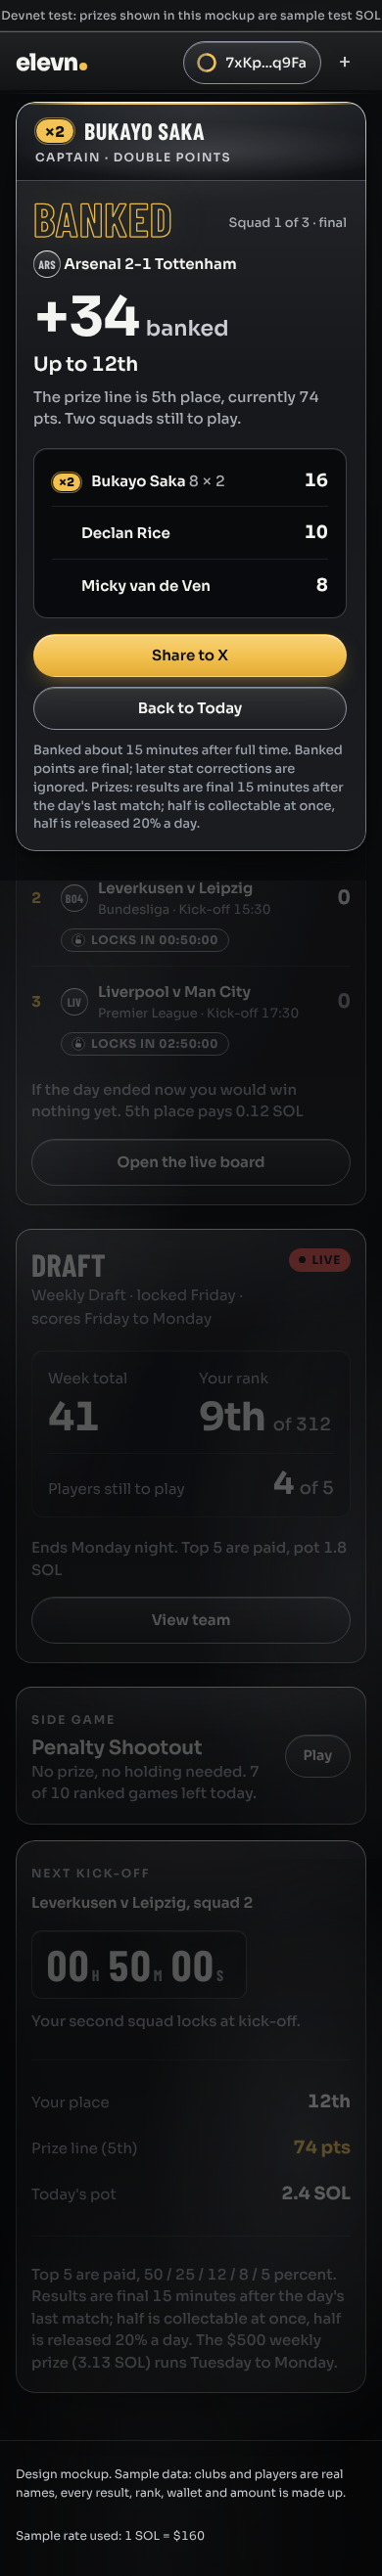 Devnet test: prizes shown in this mockup are sample test SOL
elevn.
7xKp...q9Fa
+
×2 BUKAYO SAKA
CAPTAIN · DOUBLE POINTS
BANKED
Squad 1 of 3 · final
ARS Arsenal 2-1 Tottenham
+34 banked
Up to 12th
The prize line is 5th place, currently 74
pts. Two squads still to play.
×2 Bukayo Saka 8 × 2 16
Declan Rice 10
Micky van de Ven 8
Share to X
Back to Today
Banked about 15 minutes after full time. Banked
points are final; later stat corrections are
ignored. Prizes: results are final 15 minutes after
the day's last match; half is collectable at once,
half is released 20% a day.
2 B04 Leverkusen v Leipzig 0
Bundesliga · Kick-off 15:30
LOCKS IN 00:50:00
3 LIV Liverpool v Man City 0
Premier League · Kick-off 17:30
LOCKS IN 02:50:00
If the day ended now you would win
nothing yet. 5th place pays 0.12 SOL
Open the live board
DRAFT
LIVE
Weekly Draft · locked Friday ·
scores Friday to Monday
Week total Your rank
41 9th of 312
Players still to play 4 of 5
Ends Monday night. Top 5 are paid, pot 1.8
SOL
View team
SIDE GAME
Penalty Shootout
No prize, no holding needed. 7
of 10 ranked games left today.
Play
NEXT KICK-OFF
Leverkusen v Leipzig, squad 2
00 H 50 M 00 S
Your second squad locks at kick-off.
Your place 12th
Prize line (5th) 74 pts
Today's pot 2.4 SOL
Top 5 are paid, 50 / 25 / 12 / 8 / 5 percent.
Results are final 15 minutes after the day's
last match; half is collectable at once, half
is released 20% a day. The $500 weekly
prize (3.13 SOL) runs Tuesday to Monday.
Design mockup. Sample data: clubs and players are real
names, every result, rank, wallet and amount is made up.
Sample rate used: 1 SOL = $160